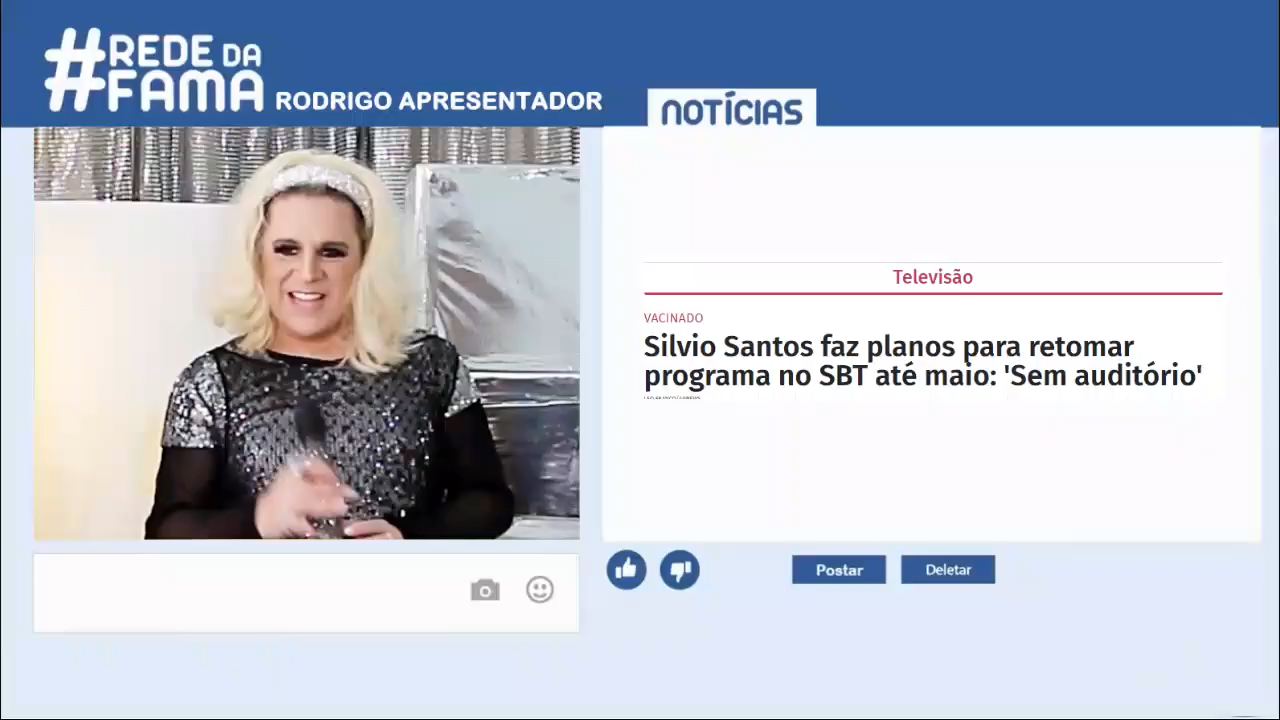 #REDE DA
FAMA RODRIGO APRESENTADOR
NOTÍCIAS
Televisão
VACINADO
Silvio Santos faz planos para retomar
programa no SBT até maio: 'Sem auditório'
Postar
Deletar